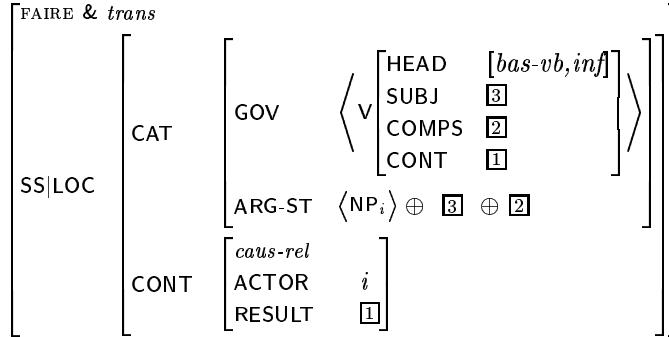 FAIRE & trans
HEAD [bas-vb,inf]
SUBJ 3
GOV ⟨ V COMPS 2 ⟩
CAT
CONT 1
SS|LOC
ARG-ST ⟨NP_i⟩ ⊕ 3 ⊕ 2
caus-rel
CONT ACTOR i
RESULT 1